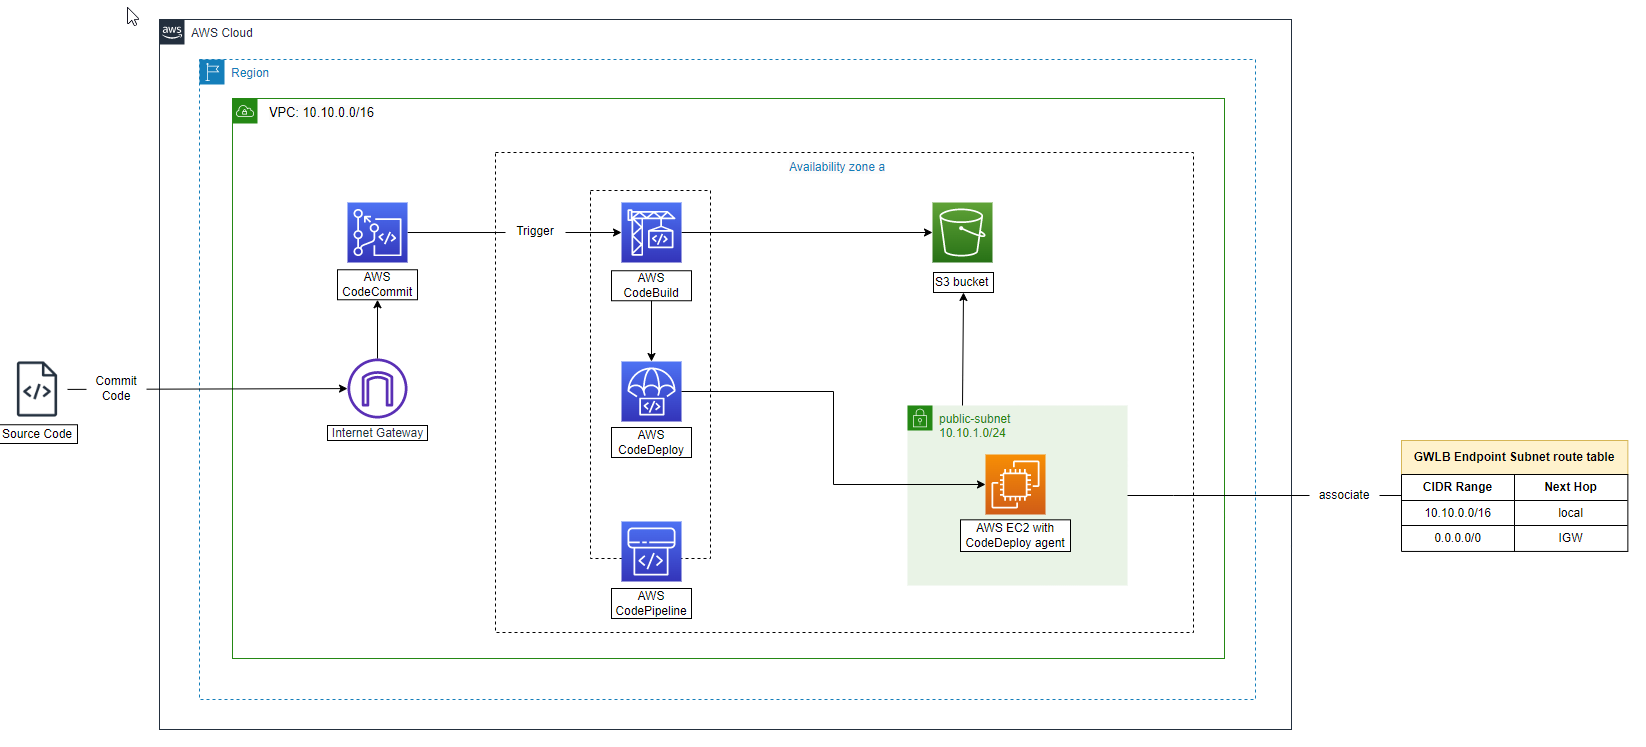 aws
AWS Cloud
Region
VPC: 10.10.0.0/16
Availability zone a
Trigger
AWS
CodeCommit
AWS
CodeBuild
S3 bucket
Commit
Code
Source Code
Internet Gateway
AWS
CodeDeploy
public-subnet
10.10.1.0/24
AWS EC2 with
CodeDeploy agent
AWS
CodePipeline
associate
GWLB Endpoint Subnet route table
CIDR Range Next Hop
10.10.0.0/16 local
0.0.0.0/0 IGW